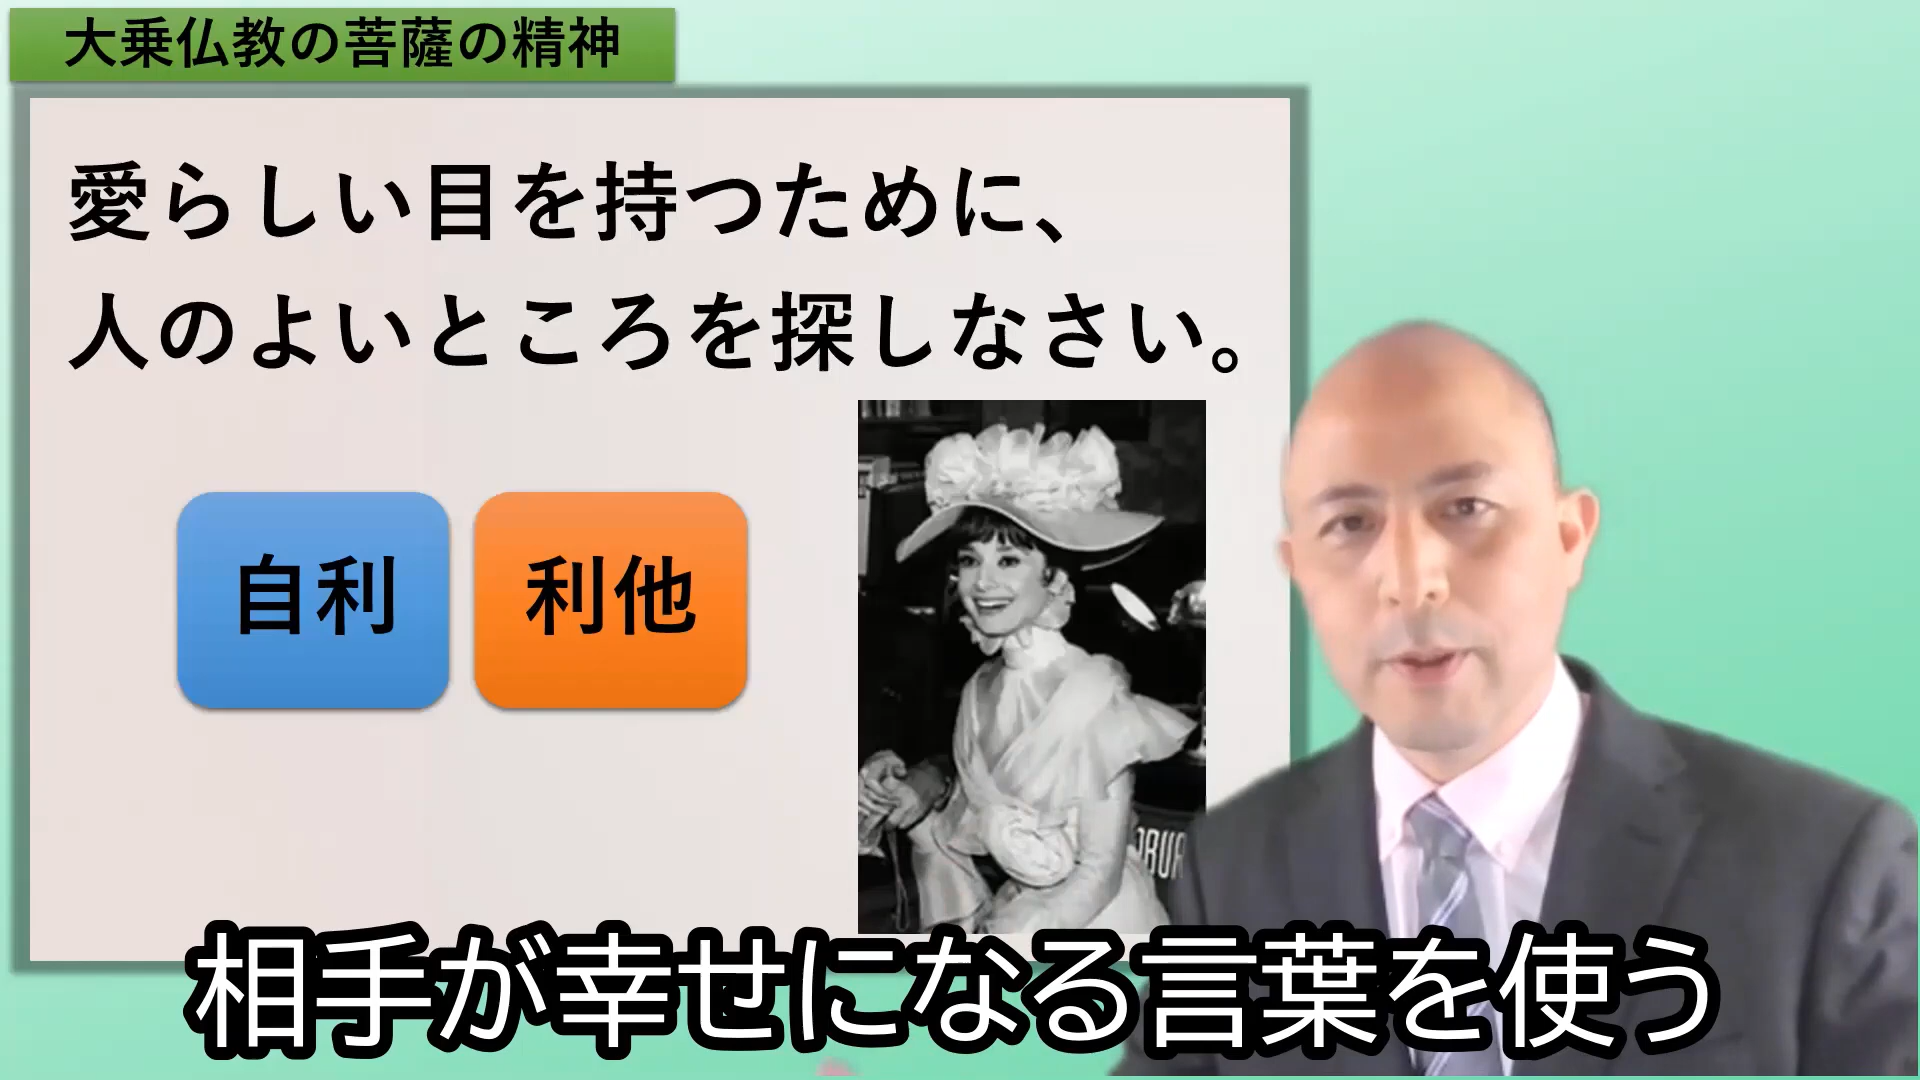 大乗仏教の菩薩の精神
愛らしい目を持つために、
人のよいところを探しなさい。
自利
利他
相手が幸せになる言葉を使う